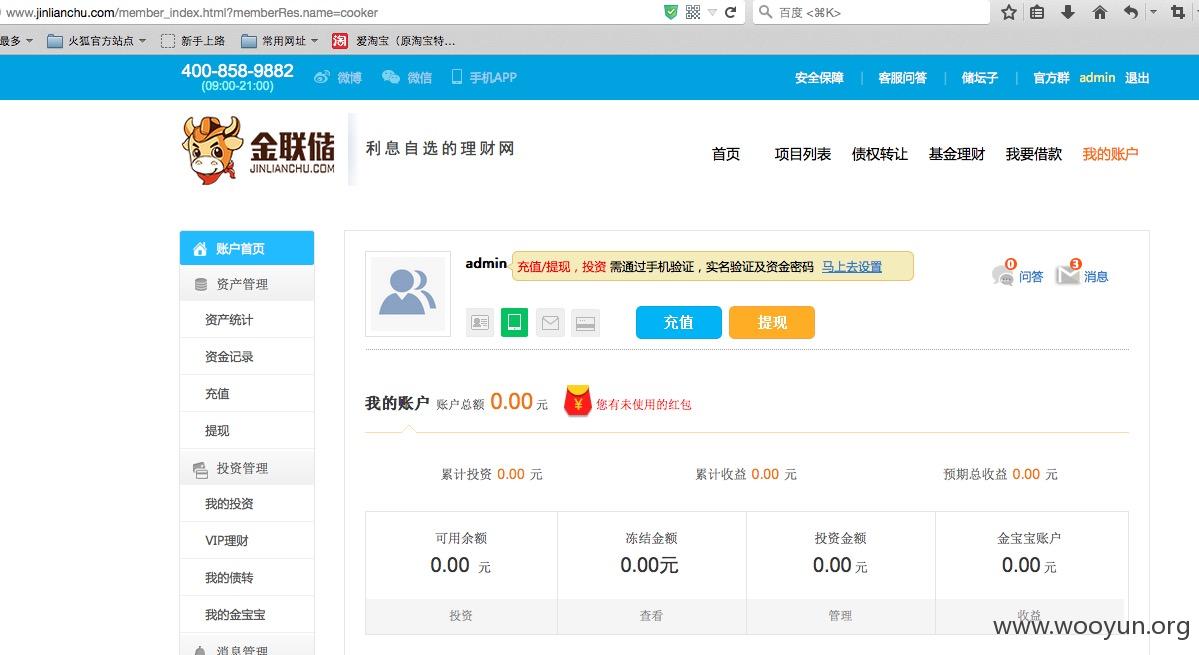 www.jinlianchu.com/member_index.html?memberRes.name=cooker
百度 <⌘K>
最多 火狐官方站点 新手上路 常用网址 淘 爱淘宝（原淘宝特...
400-858-9882 微博 微信 手机APP 安全保障 | 客服问答 | 储坛子 | 官方群 admin 退出
(09:00-21:00)
金联储 JINLIANCHU.COM
利息自选的理财网
首页 项目列表 债权转让 基金理财 我要借款 我的账户
账户首页
资产管理
资产统计
资金记录
充值
提现
投资管理
我的投资
VIP理财
我的债转
我的金宝宝
消息管理
admin 充值/提现，投资 需通过手机验证，实名验证及资金密码 马上去设置
0 问答 3 消息
充值 提现
我的账户 账户总额 0.00 元 ¥ 您有未使用的红包
累计投资 0.00 元 累计收益 0.00 元 预期总收益 0.00 元
可用余额 冻结金额 投资金额 金宝宝账户
0.00 元 0.00元 0.00 元 0.00 元
投资 查看 管理 收益
www.wooyun.org